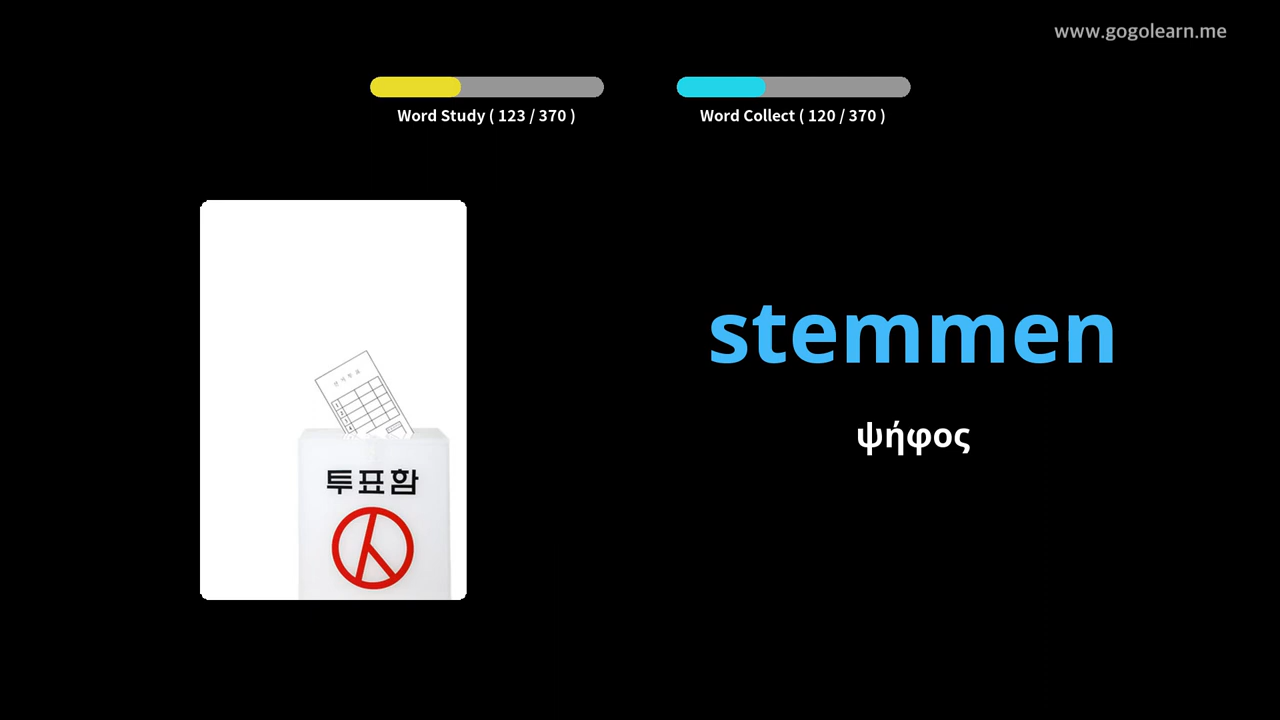 www.gogolearn.me
Word Study ( 123 / 370 )
Word Collect ( 120 / 370 )
stemmen
ψήφος
투표함